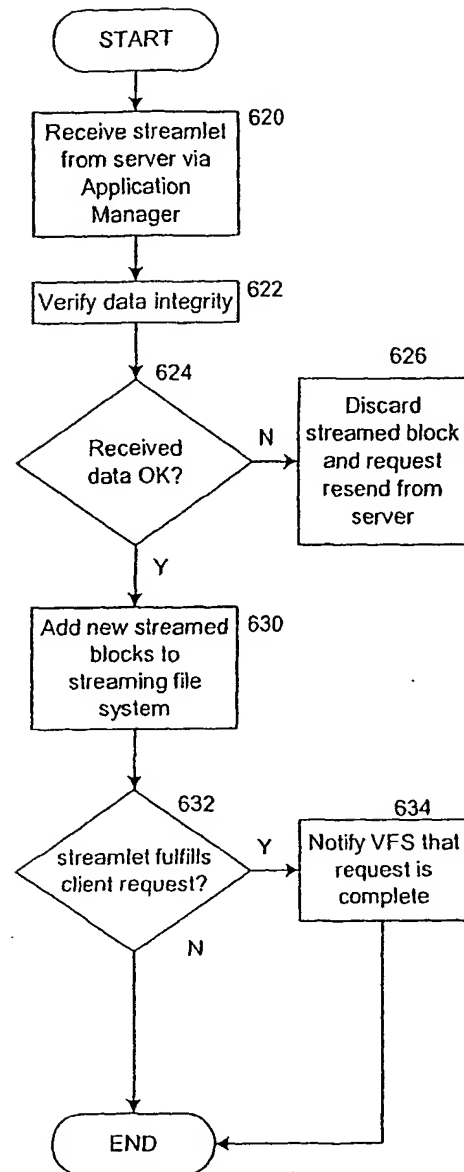 START
620
Receive streamlet
from server via
Application
Manager
Verify data integrity
622
624
626
Received
data OK?
N
Discard
streamed block
and request
resend from
server
Y
Add new streamed
blocks to
streaming file
system
630
632
634
streamlet fulfills
client request?
Y
Notify VFS that
request is
complete
N
END